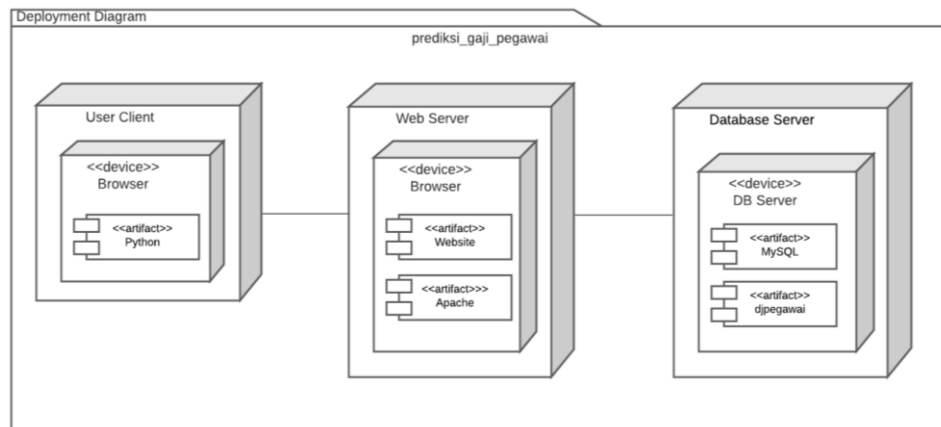 Deployment Diagram
prediksi_gaji_pegawai
User Client
<<device>>
Browser
<<artifact>>
Python
Web Server
<<device>>
Browser
<<artifact>>
Website
<<artifact>>>
Apache
Database Server
<<device>>
DB Server
<<artifact>>
MySQL
<<artifact>>
djpegawai